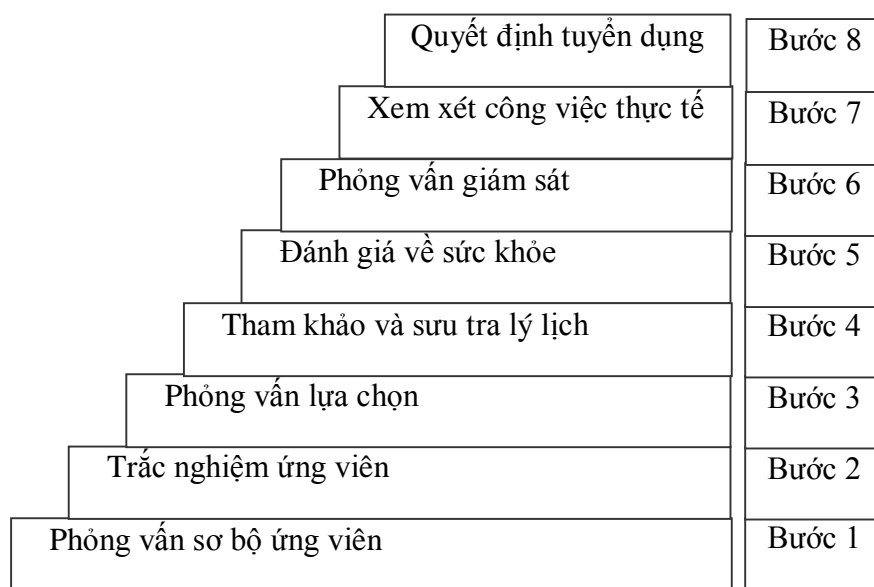 Quyết định tuyển dụng Bước 8
Xem xét công việc thực tế Bước 7
Phỏng vấn giám sát Bước 6
Đánh giá về sức khỏe Bước 5
Tham khảo và sưu tra lý lịch Bước 4
Phỏng vấn lựa chọn Bước 3
Trắc nghiệm ứng viên Bước 2
Phỏng vấn sơ bộ ứng viên Bước 1